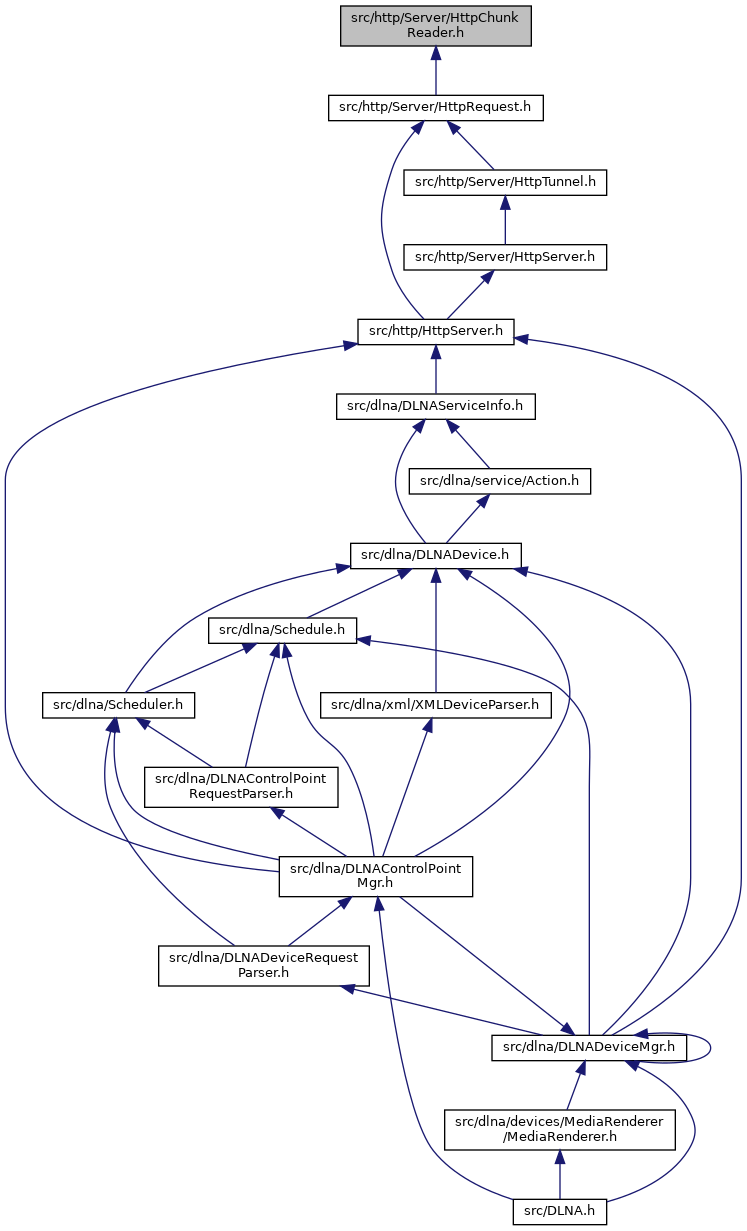 src/http/Server/HttpChunk
Reader.h
src/http/Server/HttpRequest.h
src/http/Server/HttpTunnel.h
src/http/Server/HttpServer.h
src/http/HttpServer.h
src/dlna/DLNAServiceInfo.h
src/dlna/service/Action.h
src/dlna/DLNADevice.h
src/dlna/Schedule.h
src/dlna/Scheduler.h
src/dlna/xml/XMLDeviceParser.h
src/dlna/DLNAControlPoint
RequestParser.h
src/dlna/DLNAControlPoint
Mgr.h
src/dlna/DLNADeviceRequest
Parser.h
src/dlna/DLNADeviceMgr.h
src/dlna/devices/MediaRenderer
/MediaRenderer.h
src/DLNA.h